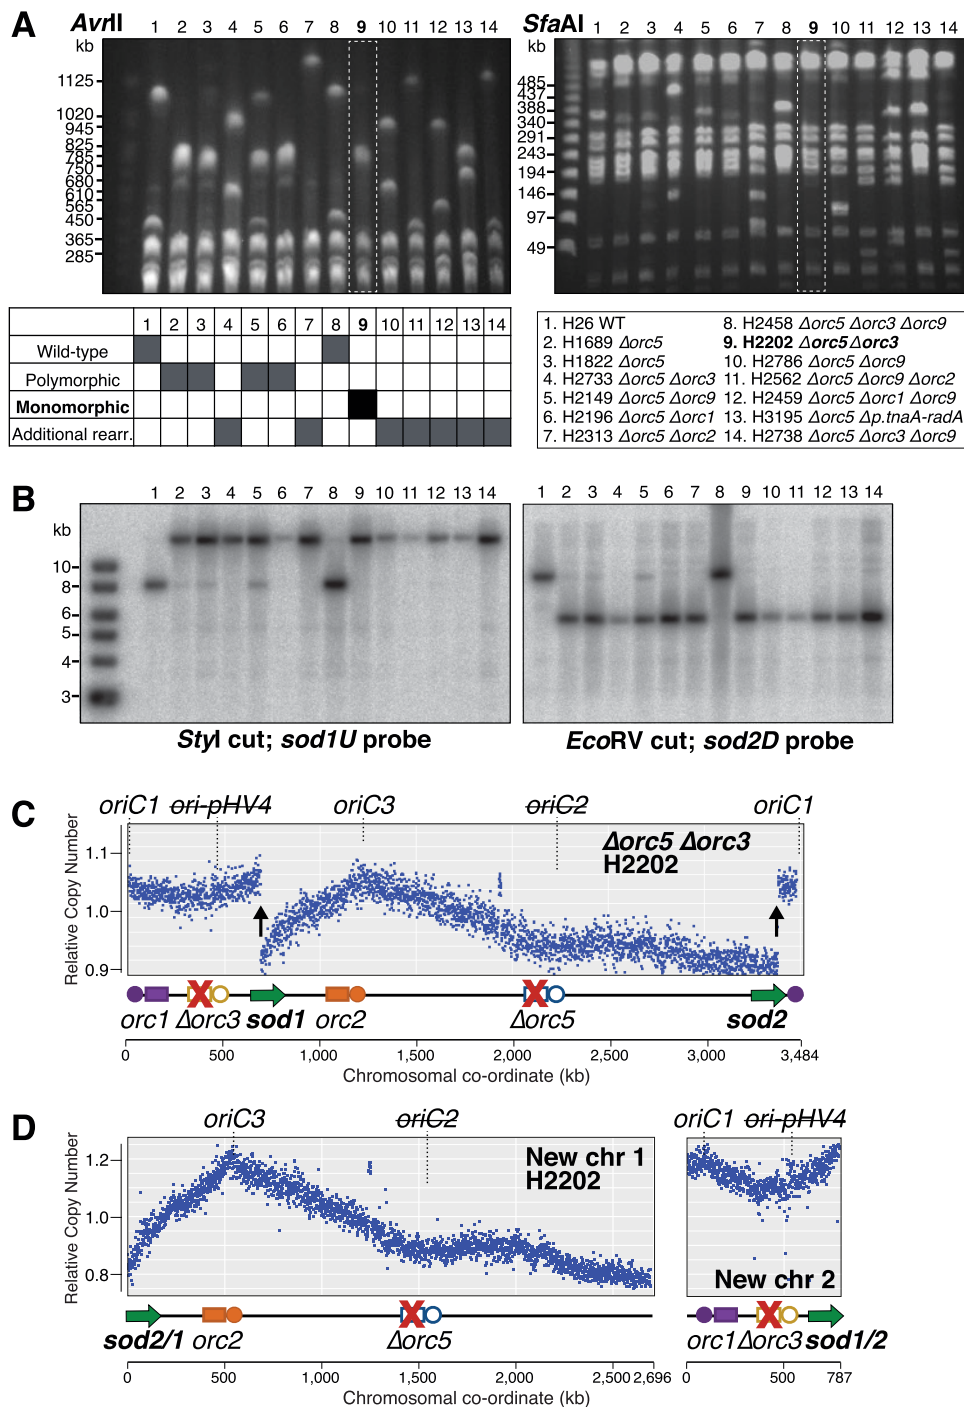 A
AvrII
1 2 3 4 5 6 7 8 9 10 11 12 13 14
kb
1125
1020
945
825
785
750
680
610
565
450
365
285
SfaAI
1 2 3 4 5 6 7 8 9 10 11 12 13 14
kb
485
437
388
340
291
243
194
146
97
49
1 2 3 4 5 6 7 8 9 10 11 12 13 14
Wild-type
Polymorphic
Monomorphic
Additional rearr.
1. H26 WT
2. H1689 Δorc5
3. H1822 Δorc5
4. H2733 Δorc5 Δorc3
5. H2149 Δorc5 Δorc9
6. H2196 Δorc5 Δorc1
7. H2313 Δorc5 Δorc2
8. H2458 Δorc5 Δorc3 Δorc9
9. H2202 Δorc5 Δorc3
10. H2786 Δorc5 Δorc9
11. H2562 Δorc5 Δorc9 Δorc2
12. H2459 Δorc5 Δorc1 Δorc9
13. H3195 Δorc5 Δp.tnaA-radA
14. H2738 Δorc5 Δorc3 Δorc9
B
1 2 3 4 5 6 7 8 9 10 11 12 13 14
kb
10
8
6
5
4
3
StyI cut; sod1U probe
1 2 3 4 5 6 7 8 9 10 11 12 13 14
EcoRV cut; sod2D probe
C
oriC1 ori-pHV4 oriC3 oriC2 oriC1
Relative Copy Number
1.1
1.0
0.9
Δorc5 Δorc3
H2202
orc1 Δorc3 sod1 orc2 Δorc5 sod2
0 500 1,000 1,500 2,000 2,500 3,000 3,484
Chromosomal co-ordinate (kb)
D
oriC3 oriC2 oriC1 ori-pHV4
Relative Copy Number
1.2
1.0
0.8
New chr 1
H2202
New chr 2
sod2/1 orc2 Δorc5 orc1 Δorc3 sod1/2
0 500 1,000 1,500 2,000 2,500 2,696 0 500 787
Chromosomal co-ordinate (kb)